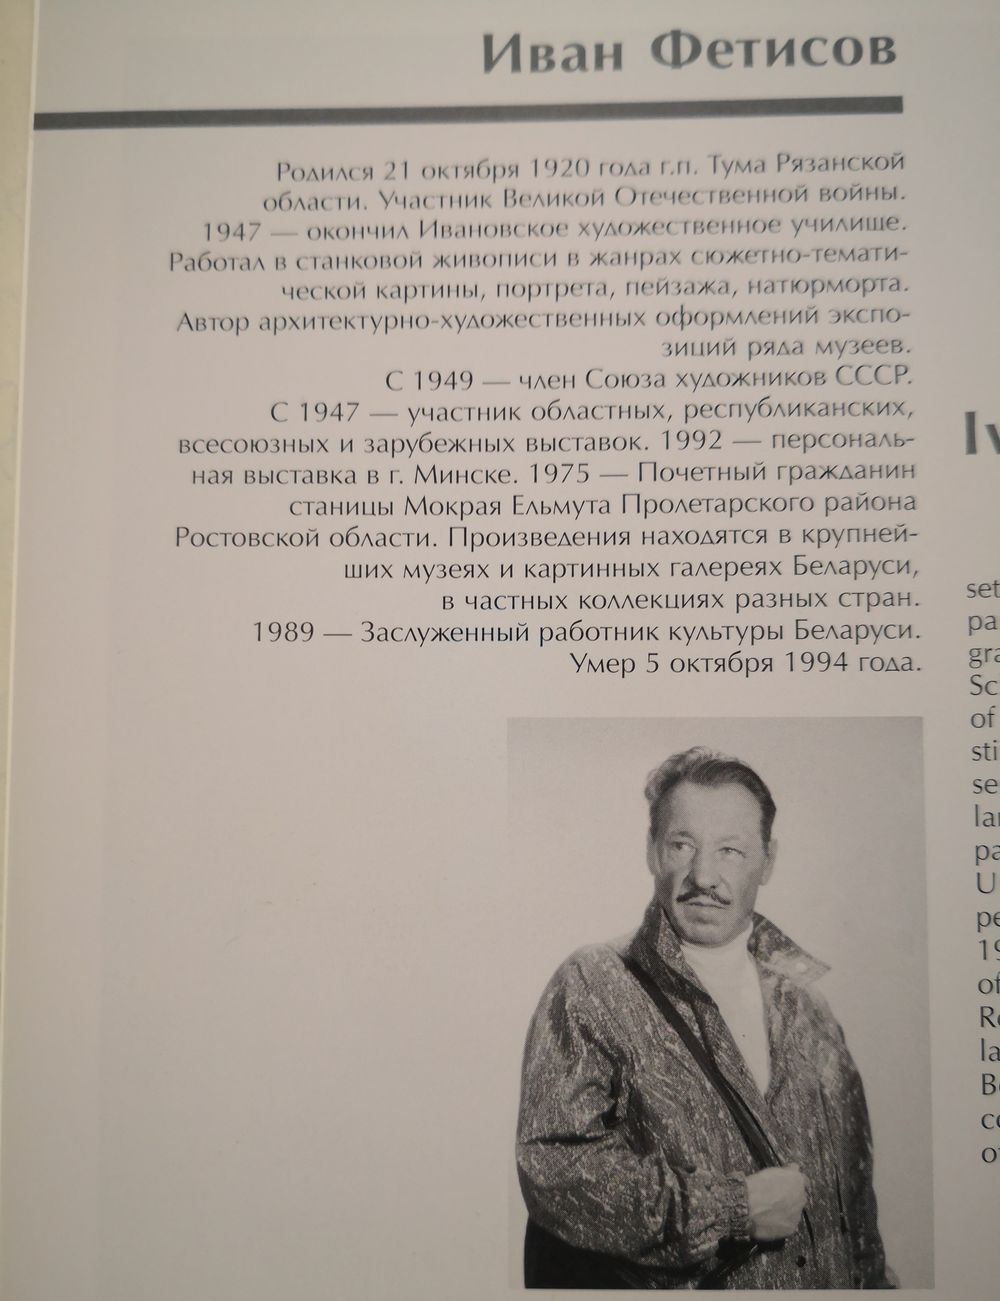 Иван Фетисов
Родился 21 октября 1920 года г.п. Тума Рязанской
области. Участник Великой Отечественной войны.
1947 — окончил Ивановское художественное училище.
Работал в станковой живописи в жанрах сюжетно-темати-
ческой картины, портрета, пейзажа, натюрморта.
Автор архитектурно-художественных оформлений экспо-
зиций ряда музеев.
С 1949 — член Союза художников СССР.
С 1947 — участник областных, республиканских,
всесоюзных и зарубежных выставок. 1992 — персональ-
ная выставка в г. Минске. 1975 — Почетный гражданин
станицы Мокрая Ельмута Пролетарского района
Ростовской области. Произведения находятся в крупней-
ших музеях и картинных галереях Беларуси,
в частных коллекциях разных стран.
1989 — Заслуженный работник культуры Беларуси.
Умер 5 октября 1994 года.